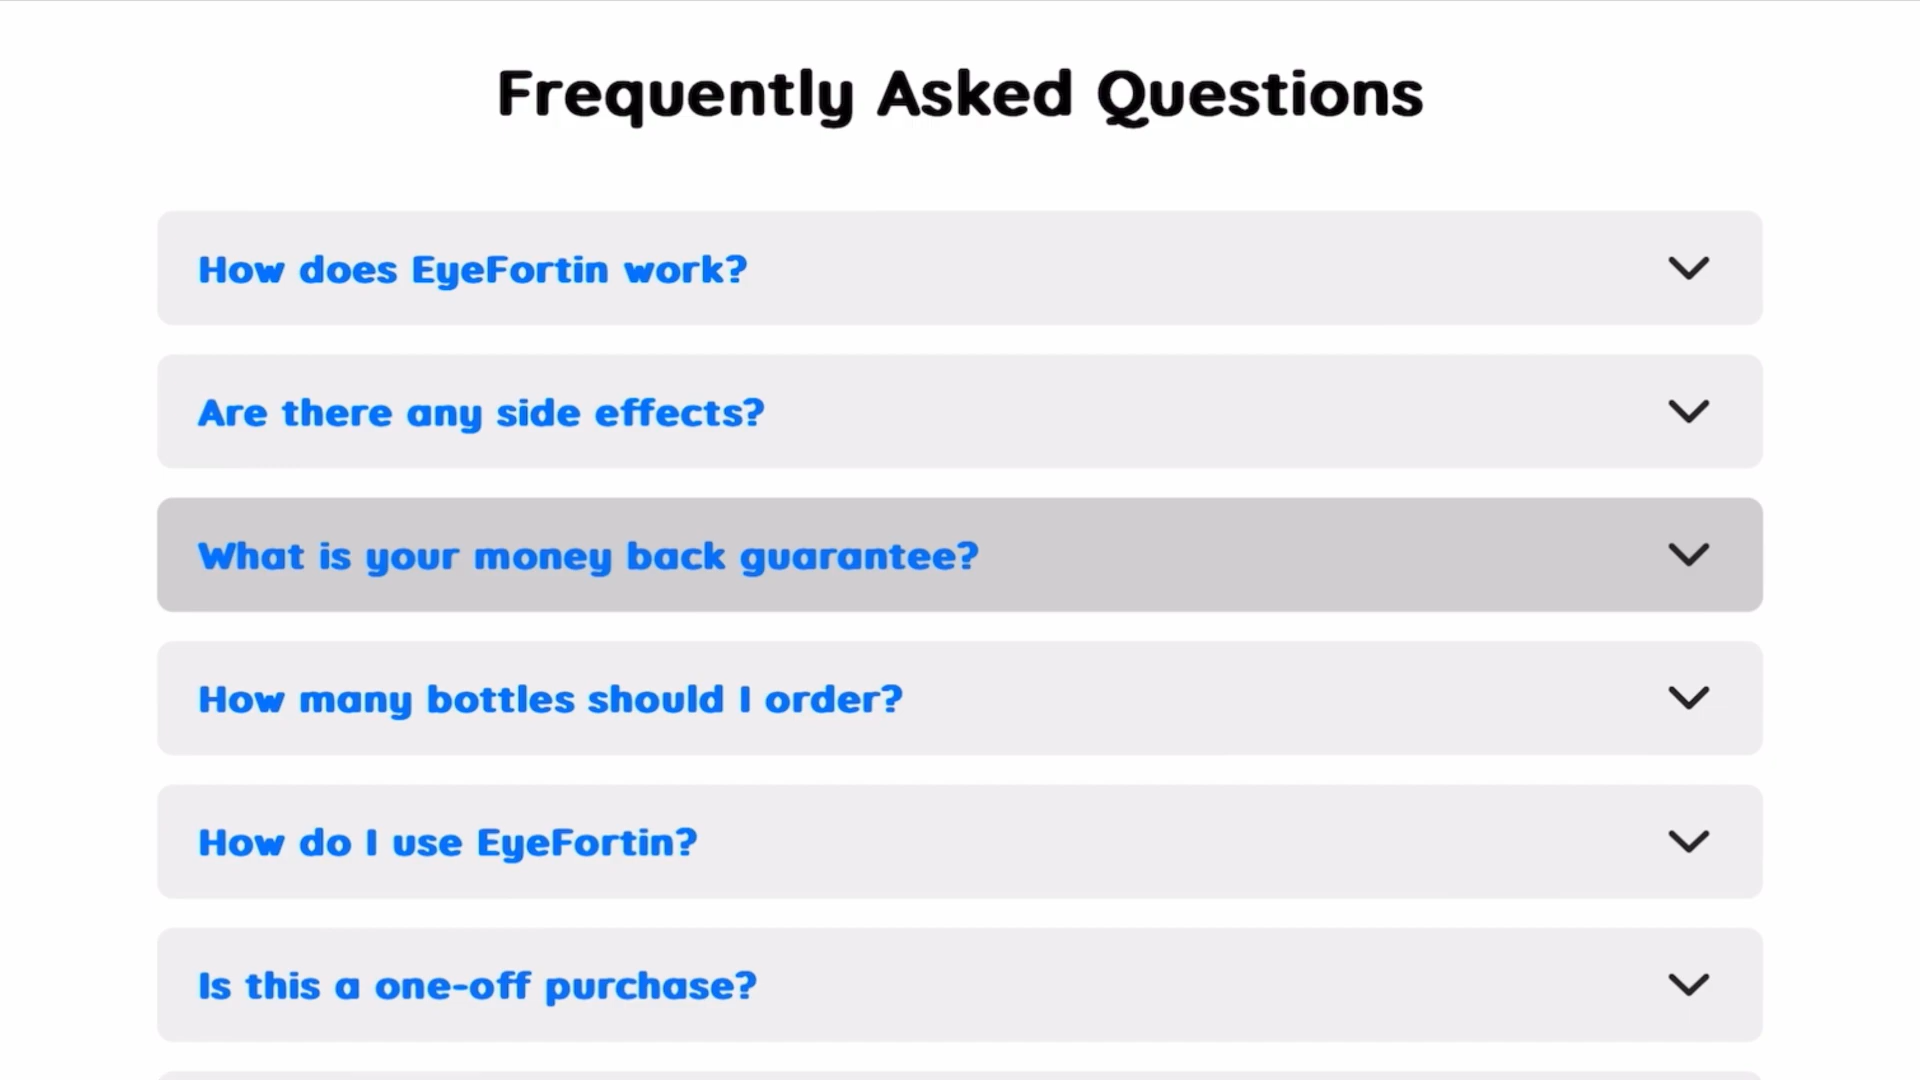 Frequently Asked Questions
How does EyeFortin work?
Are there any side effects?
What is your money back guarantee?
How many bottles should I order?
How do I use EyeFortin?
Is this a one-off purchase?